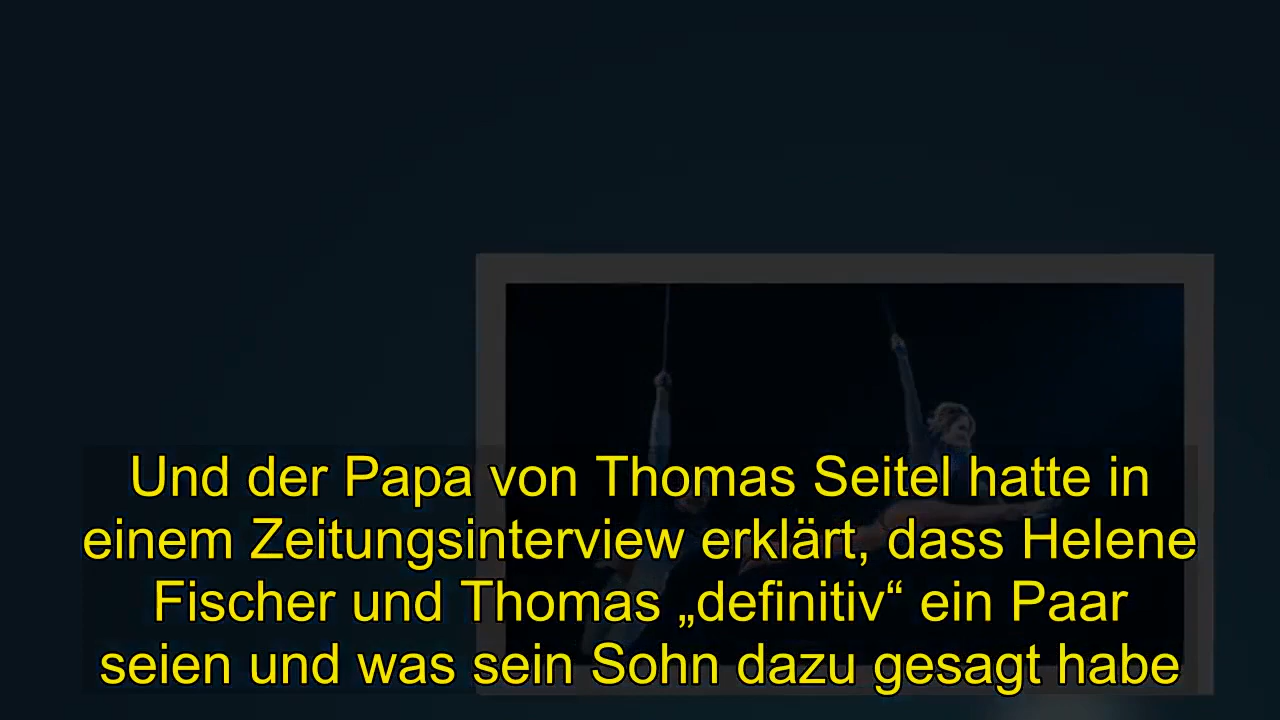 Und der Papa von Thomas Seitel hatte in
einem Zeitungsinterview erklärt, dass Helene
Fischer und Thomas „definitiv“ ein Paar
seien und was sein Sohn dazu gesagt habe